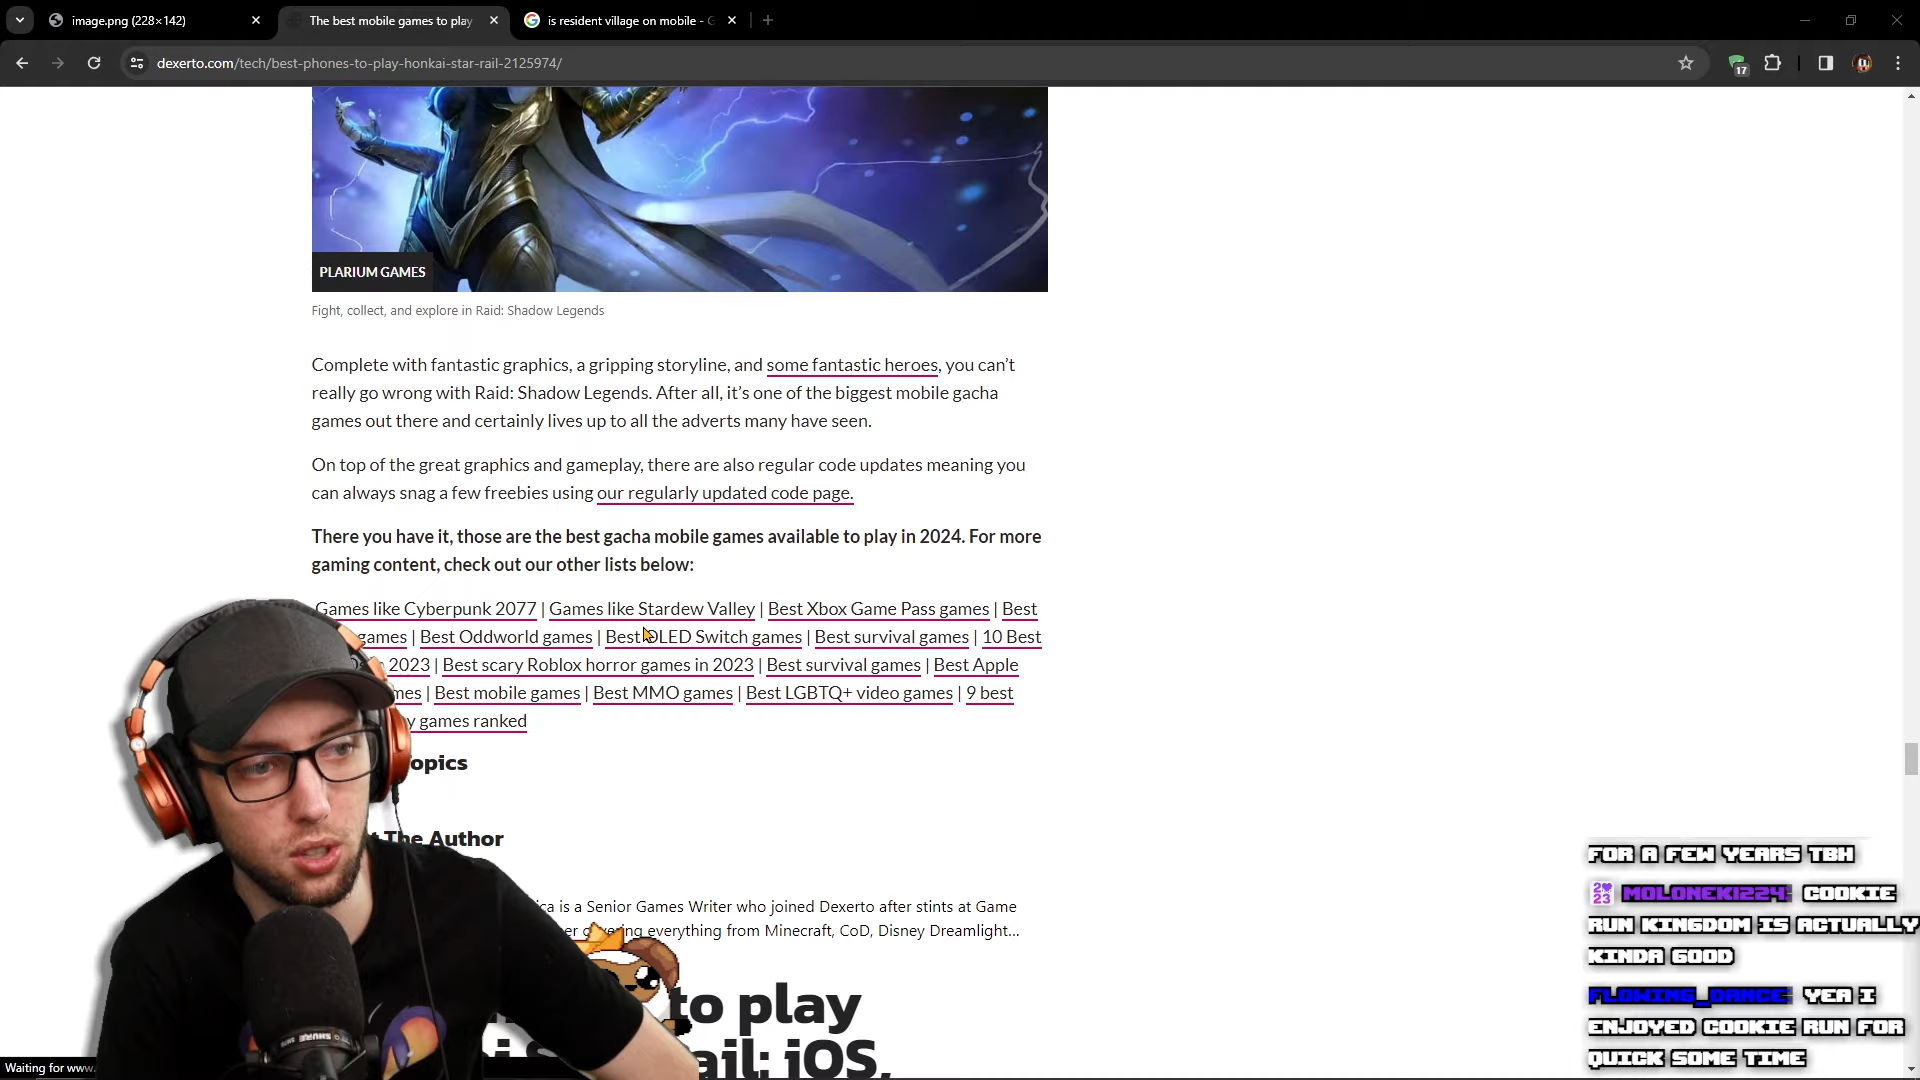 image.png (228×142)
The best mobile games to play
is resident village on mobile - G
dexerto.com/tech/best-phones-to-play-honkai-star-rail-2125974/
17
PLARIUM GAMES
Fight, collect, and explore in Raid: Shadow Legends
Complete with fantastic graphics, a gripping storyline, and some fantastic heroes, you can’t
really go wrong with Raid: Shadow Legends. After all, it’s one of the biggest mobile gacha
games out there and certainly lives up to all the adverts many have seen.
On top of the great graphics and gameplay, there are also regular code updates meaning you
can always snag a few freebies using our regularly updated code page.
There you have it, those are the best gacha mobile games available to play in 2024. For more
gaming content, check out our other lists below:
Games like Cyberpunk 2077 | Games like Stardew Valley | Best Xbox Game Pass games | Best
games | Best Oddworld games | Best OLED Switch games | Best survival games | 10 Best
2023 | Best scary Roblox horror games in 2023 | Best survival games | Best Apple
| Best mobile games | Best MMO games | Best LGBTQ+ video games | 9 best
games ranked
opics
The Author
is a Senior Games Writer who joined Dexerto after stints at Game
everything from Minecraft, CoD, Disney Dreamlight...
to play
ail: iOS,
Waiting for www.
SHURE
FOR A FEW YEARS TBH
2023 MOLONEK1224: COOKIE
RUN KINGDOM IS ACTUALLY
KINDA GOOD
FLOWING_DANCE: YEA I
ENJOYED COOKIE RUN FOR
QUICK SOME TIME